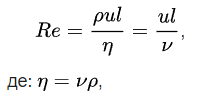 Re = ρul/η = ul/ν,
де: η = νρ,